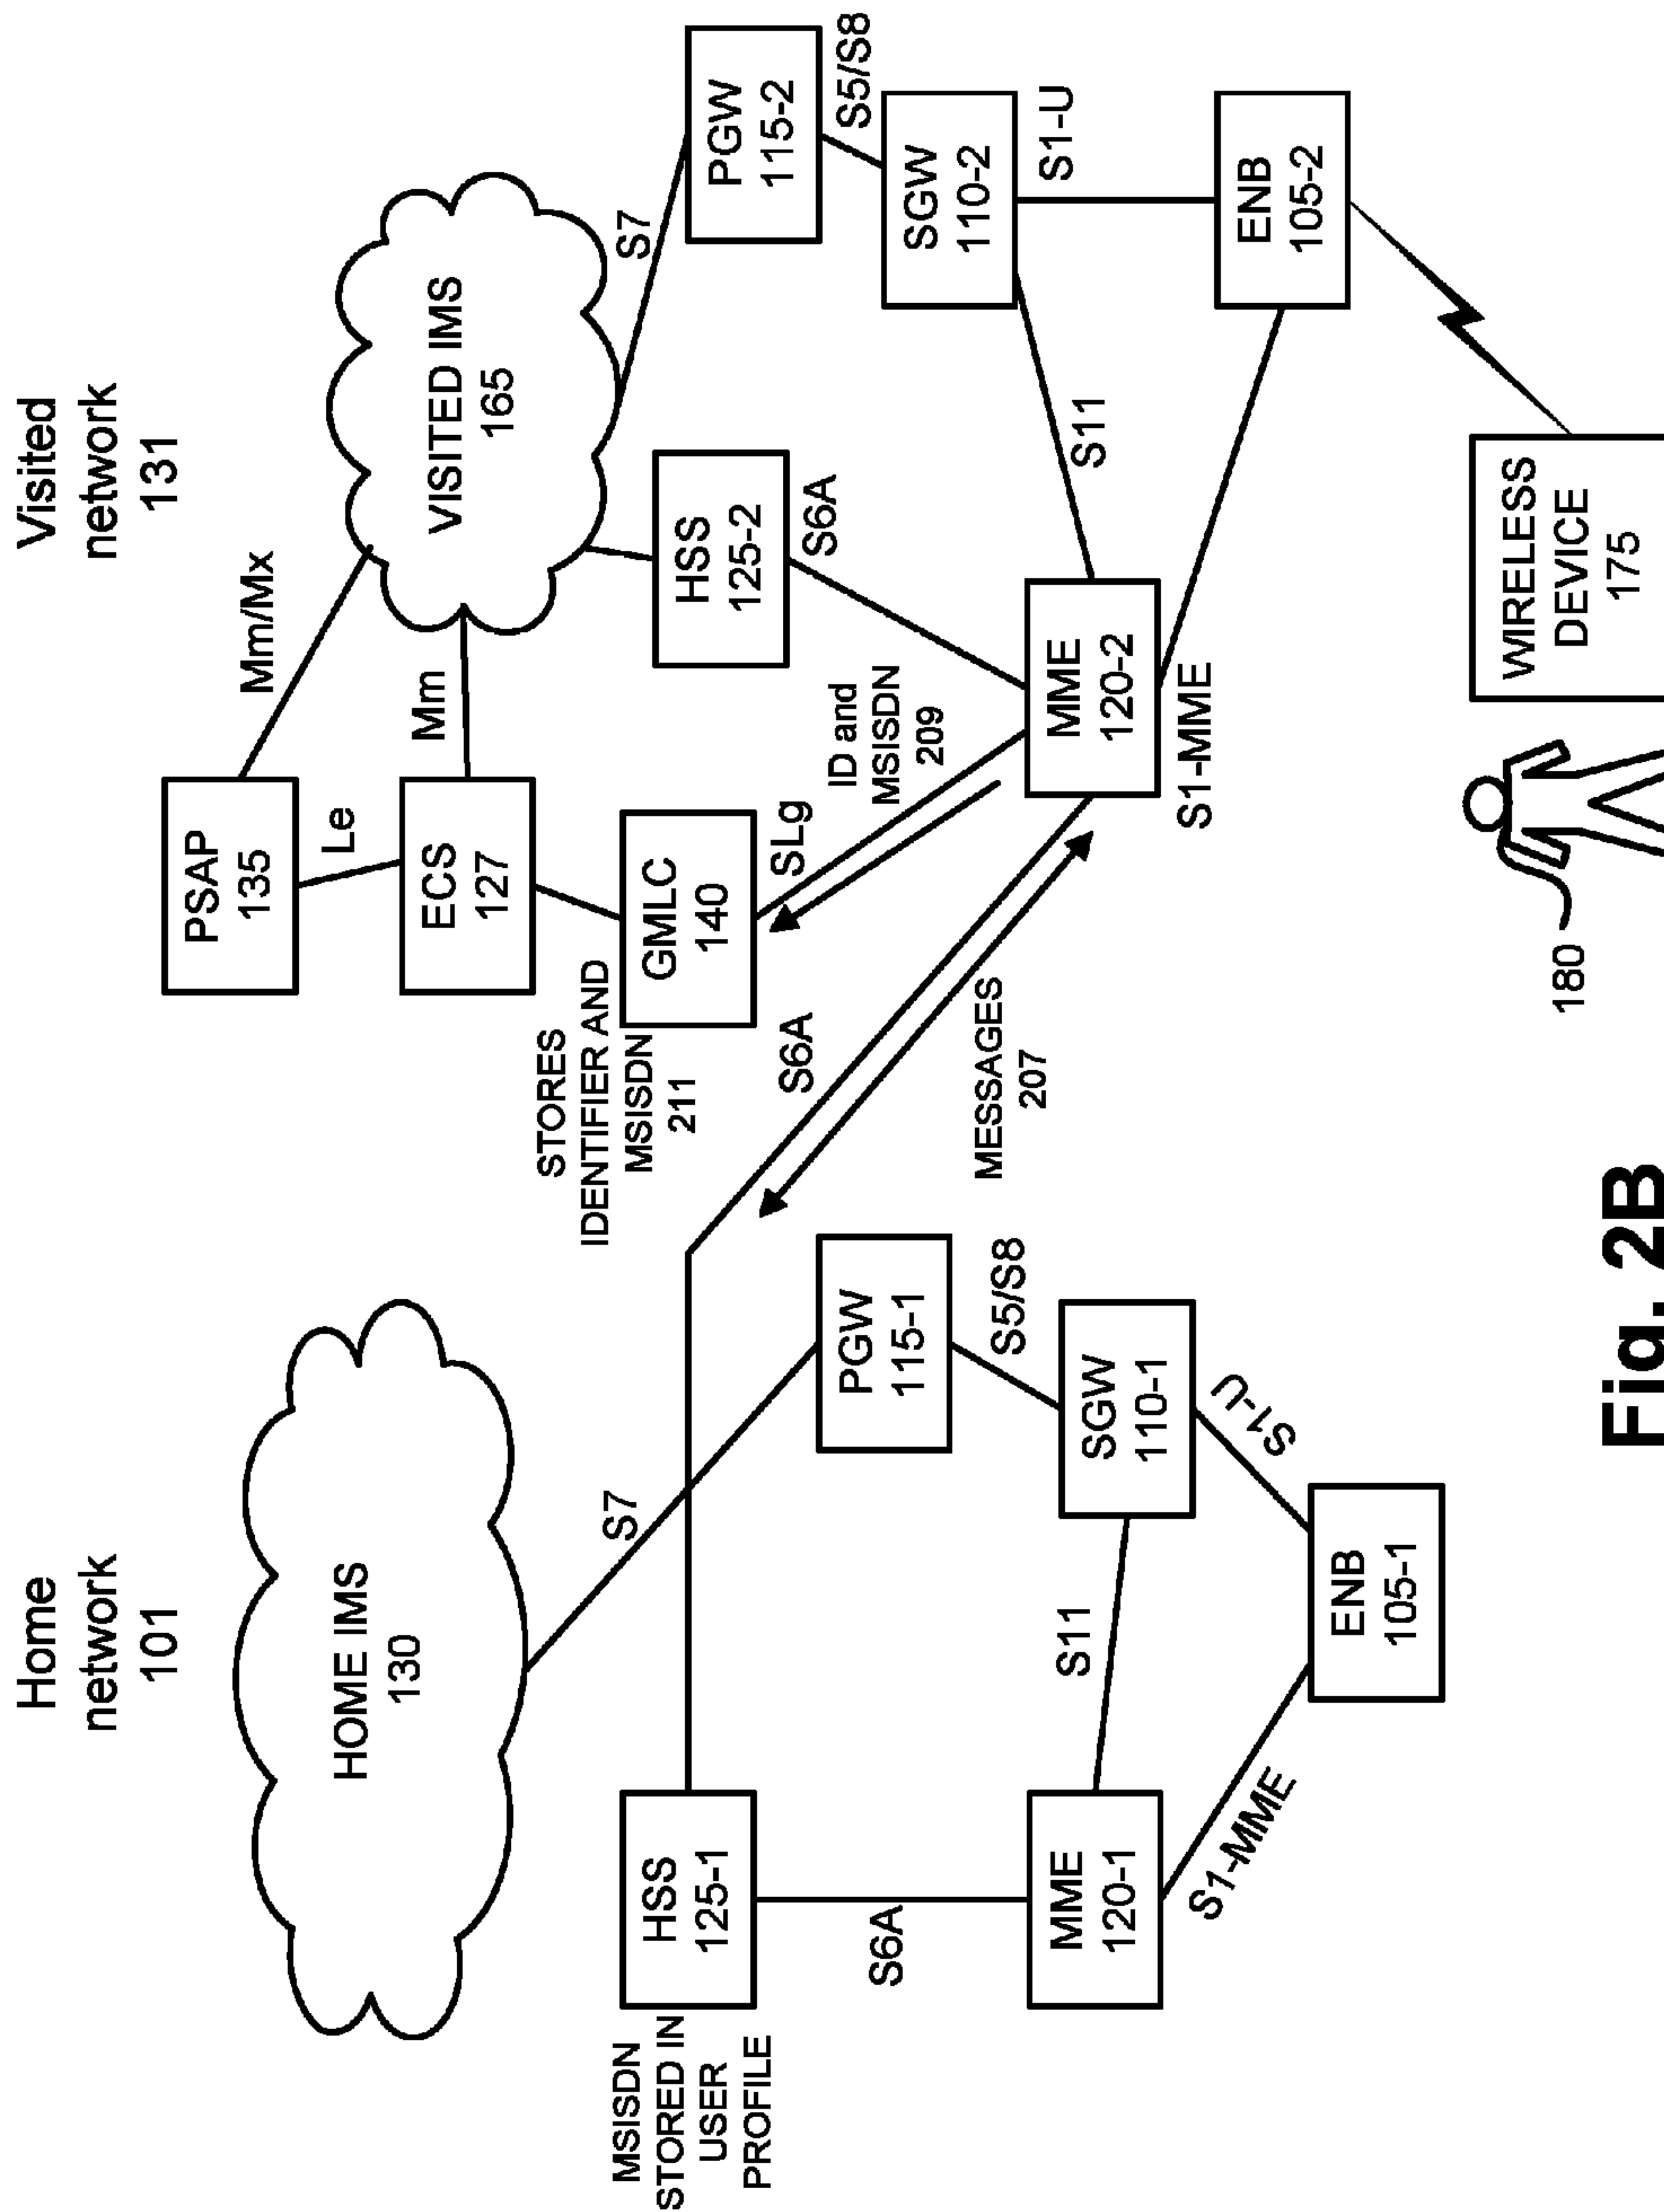 Home
network
101
HOME IMS
130
S7
HSS
125-1
MSISDN
STORED IN
USER
PROFILE
S6A
MME
120-1
S11
S1-MME
PGW
115-1
S5/S8
SGW
110-1
S1-U
ENB
105-1
Visited
network
131
PSAP
135
Mm/Mx
Le
ECS
127
Mm
VISITED IMS
165
STORES
IDENTIFIER AND
MSISDN
211
GMLC
140
SLg
ID and
MSISDN
209
S6A
MESSAGES
207
HSS
125-2
S6A
S7
PGW
115-2
S5/S8
SGW
110-2
S11
S1-U
MME
120-2
S1-MME
ENB
105-2
180
WIRELESS
DEVICE
175
Fig. 2B